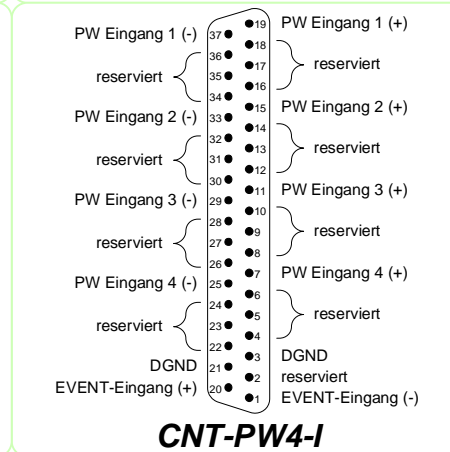 PW Eingang 1 (-) 37 19 PW Eingang 1 (+)
36 18
reserviert 35 17 reserviert
34 16
PW Eingang 2 (-) 33 15 PW Eingang 2 (+)
32 14
reserviert 31 13 reserviert
30 12
PW Eingang 3 (-) 29 11 PW Eingang 3 (+)
28 10
reserviert 27 9 reserviert
26 8
PW Eingang 4 (-) 25 7 PW Eingang 4 (+)
24 6
reserviert 23 5 reserviert
22 4
DGND 21 3 DGND
EVENT-Eingang (+) 20 2 reserviert
1 EVENT-Eingang (-)
CNT-PW4-I